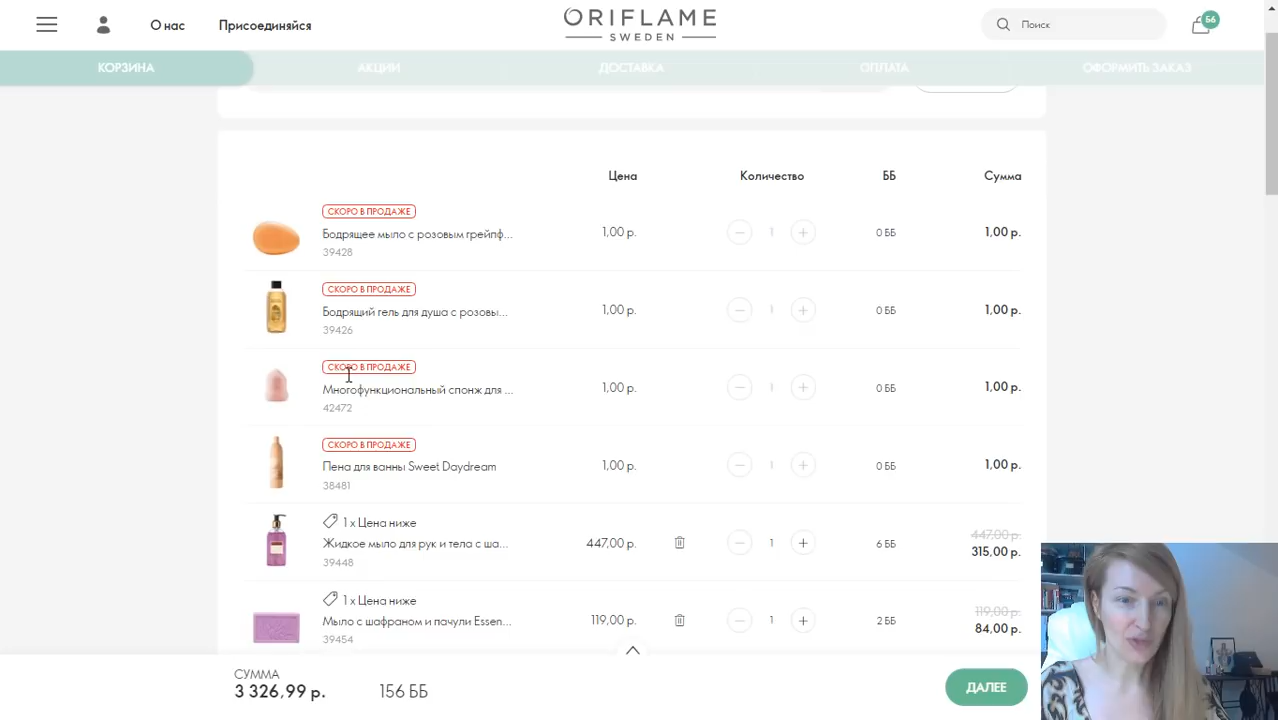 О нас
Присоединяйся
ORIFLAME
SWEDEN
Поиск
56
КОРЗИНА
АКЦИИ
ДОСТАВКА
ОПЛАТА
ОФОРМИТЬ ЗАКАЗ
Цена Количество ББ Сумма
СКОРО В ПРОДАЖЕ
Бодрящее мыло с розовым грейпф... 1,00 р. 1 0 ББ 1,00 р.
39428
СКОРО В ПРОДАЖЕ
Бодрящий гель для душа с розовы... 1,00 р. 1 0 ББ 1,00 р.
39426
СКОРО В ПРОДАЖЕ
Многофункциональный спонж для ... 1,00 р. 1 0 ББ 1,00 р.
42472
СКОРО В ПРОДАЖЕ
Пена для ванны Sweet Daydream 1,00 р. 1 0 ББ 1,00 р.
38481
1 x Цена ниже
Жидкое мыло для рук и тела с ша... 447,00 р. 1 6 ББ 447,00 р.
315,00 р.
39448
1 x Цена ниже
Мыло с шафраном и пачули Essen... 119,00 р. 1 2 ББ 119,00 р.
84,00 р.
39454
СУММА
3 326,99 р. 156 ББ
ДАЛЕЕ